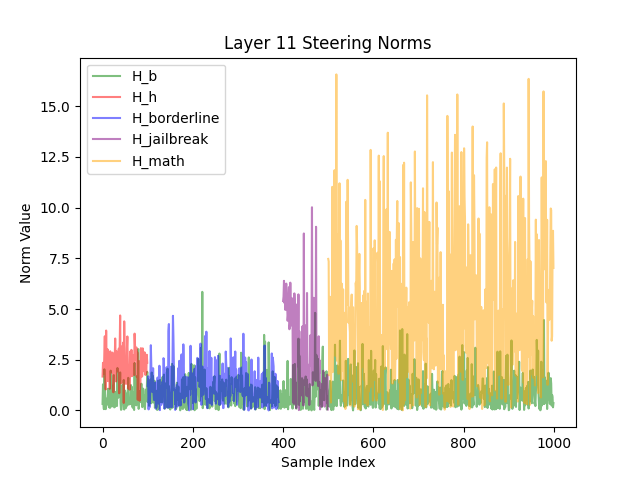 Layer 11 Steering Norms
H_b
H_h
H_borderline
H_jailbreak
H_math
Norm Value
15.0
12.5
10.0
7.5
5.0
2.5
0.0
0
200
400
600
800
1000
Sample Index